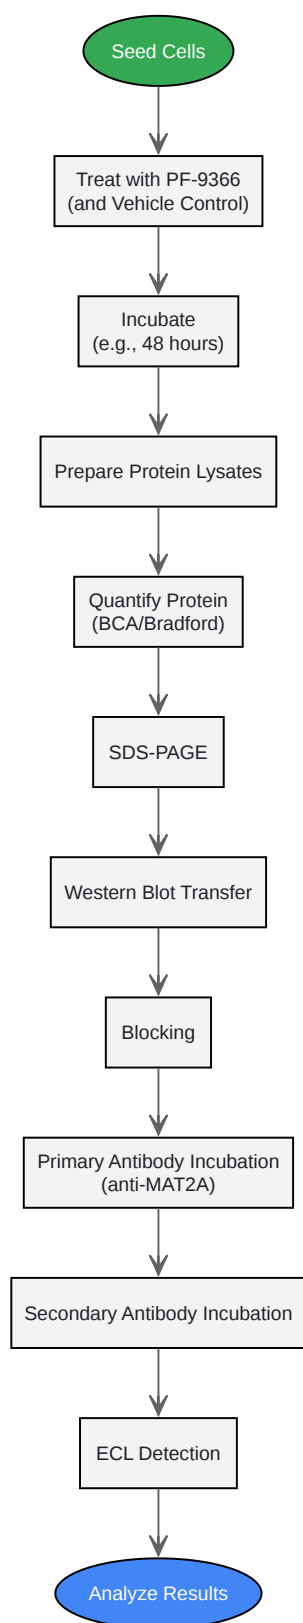 Seed Cells
Treat with PF-9366
(and Vehicle Control)
Incubate
(e.g., 48 hours)
Prepare Protein Lysates
Quantify Protein
(BCA/Bradford)
SDS-PAGE
Western Blot Transfer
Blocking
Primary Antibody Incubation
(anti-MAT2A)
Secondary Antibody Incubation
ECL Detection
Analyze Results